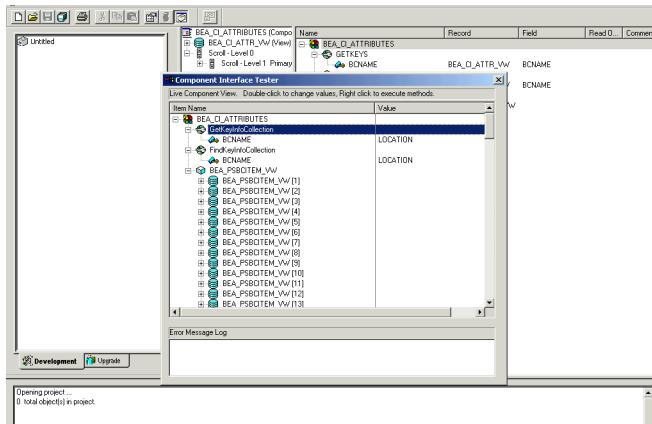 BEA_CI_ATTRIBUTES (Compo
BEA_CI_ATTR_VW (View)
Scroll - Level 0
Scroll - Level 1 Primary
Untitled
Name Record Field Read O... Commen
BEA_CI_ATTRIBUTES
GETKEYS
BCNAME BEA_CI_ATTR_VW BCNAME
BCNAME
Component Interface Tester
Live Component View. Double-click to change values, Right click to execute methods.
Item Name Value
BEA_CI_ATTRIBUTES
GetKeyInfoCollection
BCNAME LOCATION
FindKeyInfoCollection
BCNAME LOCATION
BEA_PSBCITEM_VW
BEA_PSBCITEM_VW [1]
BEA_PSBCITEM_VW [2]
BEA_PSBCITEM_VW [3]
BEA_PSBCITEM_VW [4]
BEA_PSBCITEM_VW [5]
BEA_PSBCITEM_VW [6]
BEA_PSBCITEM_VW [7]
BEA_PSBCITEM_VW [8]
BEA_PSBCITEM_VW [9]
BEA_PSBCITEM_VW [10]
BEA_PSBCITEM_VW [11]
BEA_PSBCITEM_VW [12]
BEA_PSBCITEM_VW [13]
Error Message Log
Development Upgrade
Opening project ...
0 total object(s) in project.